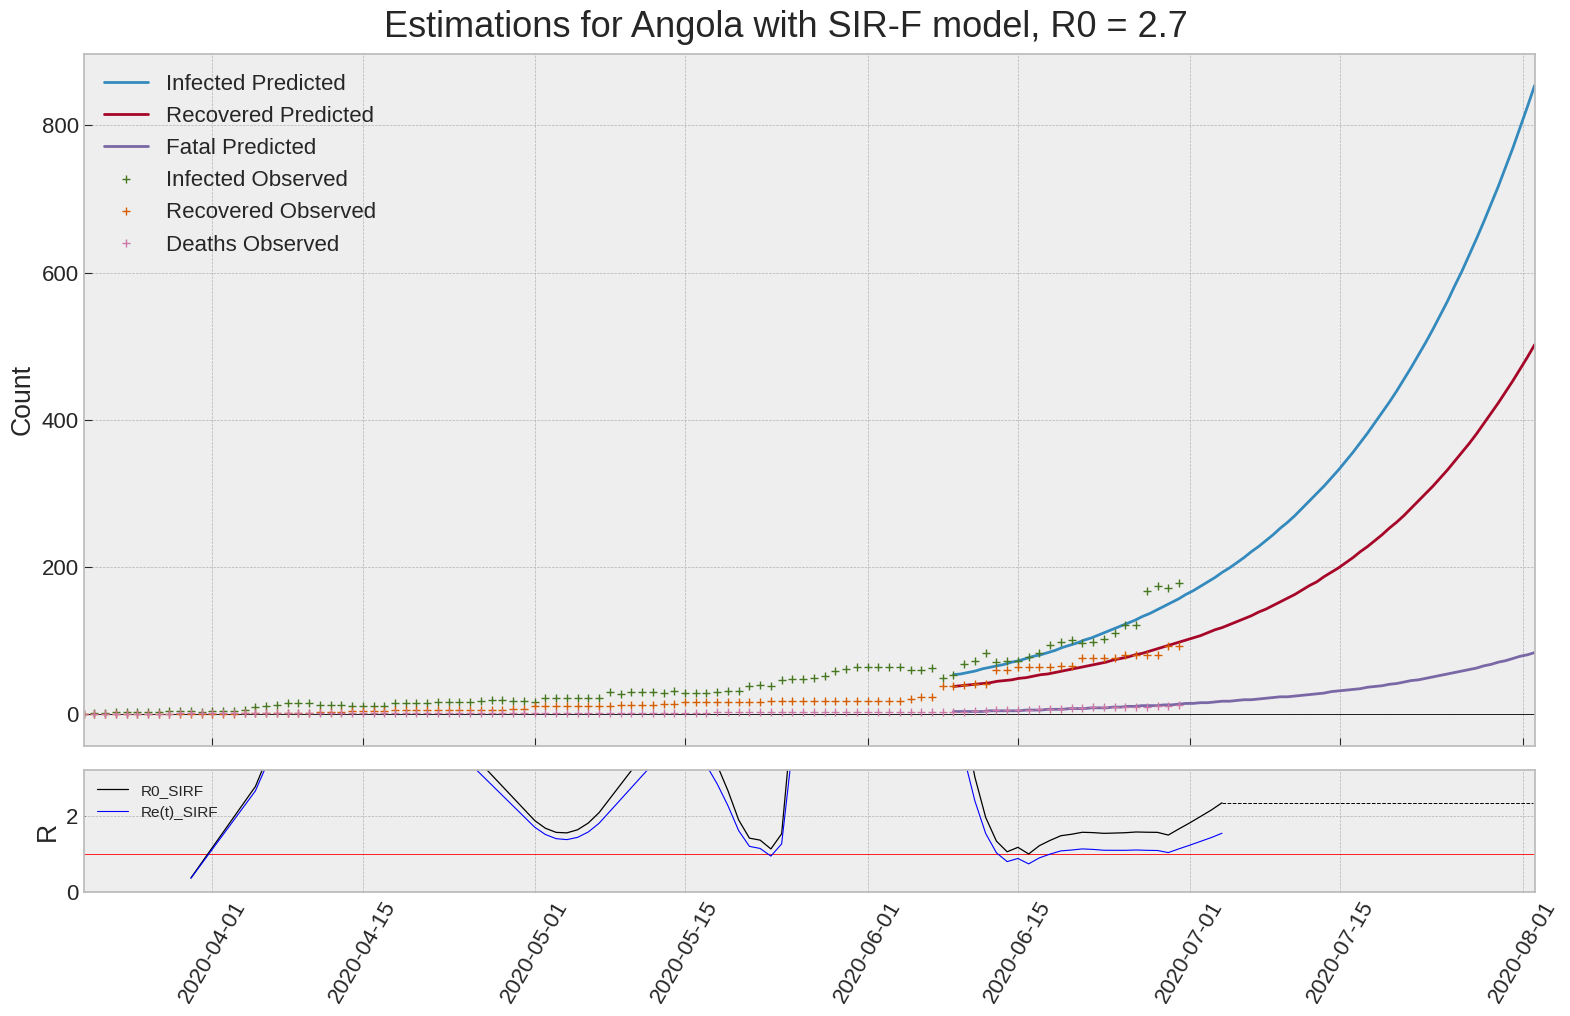 Estimations for Angola with SIR-F model, R0 = 2.7
Infected Predicted
Recovered Predicted
Fatal Predicted
Infected Observed
Recovered Observed
Deaths Observed
800
600
400
200
0
Count
R0_SIRF
Re(t)_SIRF
2
0
R
2020-04-01
2020-04-15
2020-05-01
2020-05-15
2020-06-01
2020-06-15
2020-07-01
2020-07-15
2020-08-01